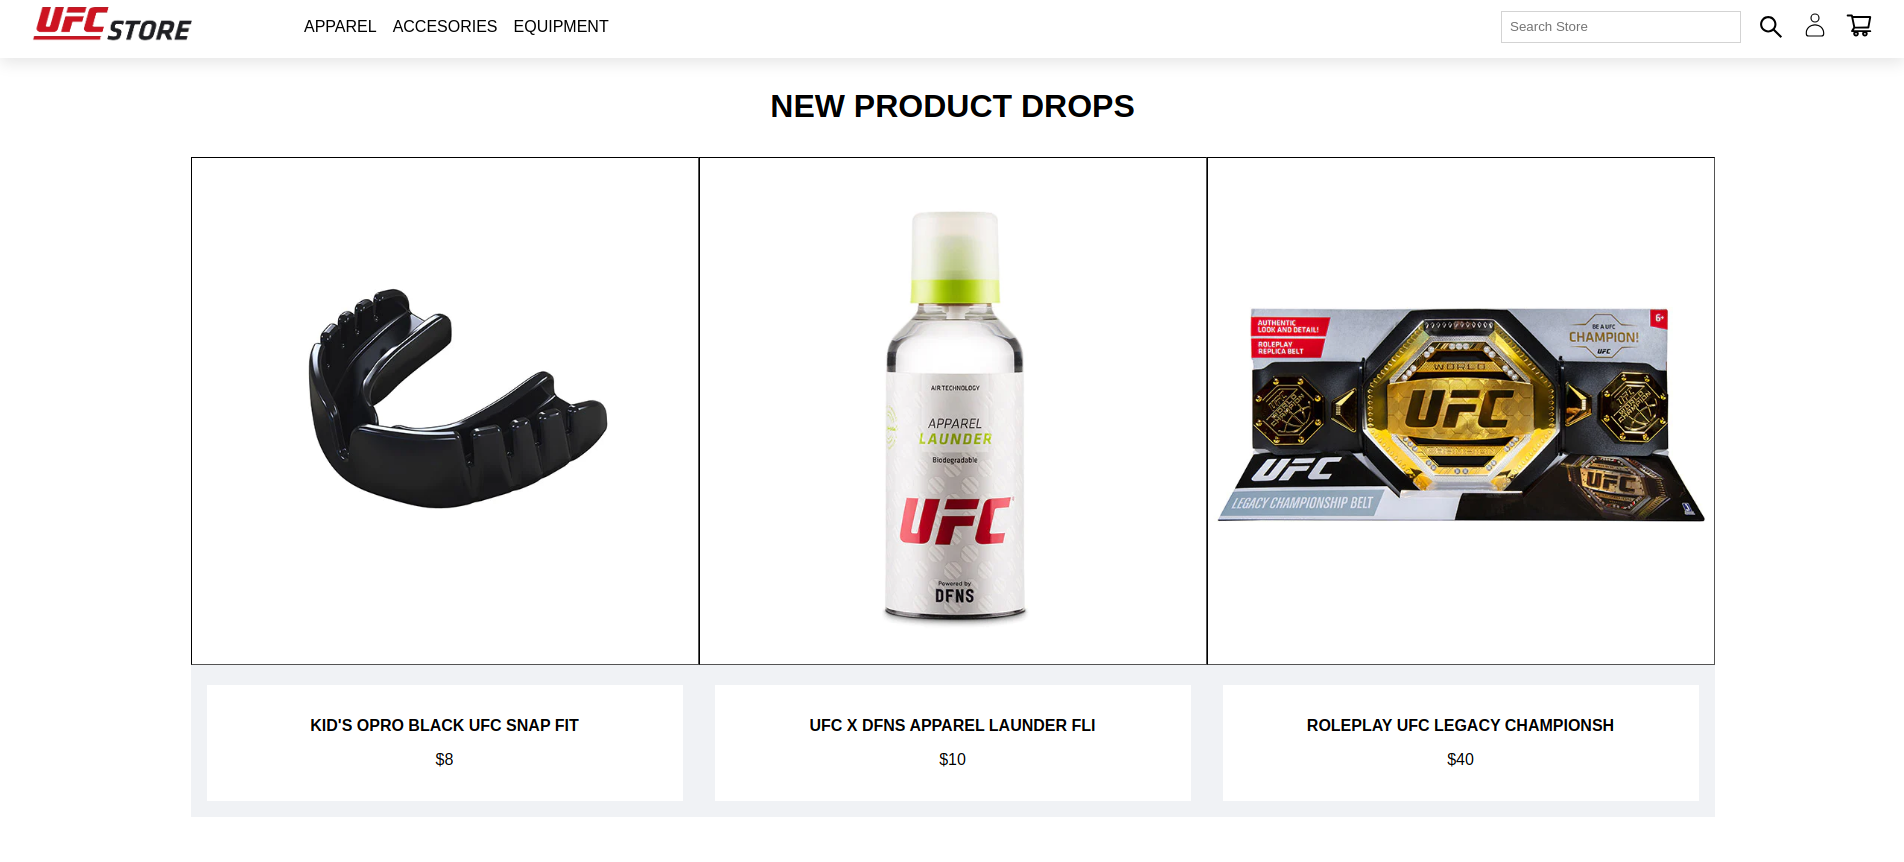 UFC STORE
APPAREL ACCESORIES EQUIPMENT
Search Store
NEW PRODUCT DROPS
AIR TECHNOLOGY
APPAREL
LAUNDER
Biodegradable
UFC
Powered by
DFNS
AUTHENTIC
LOOK AND DETAIL!
ROLEPLAY
REPLICA BELT
BE A UFC
CHAMPION!
UFC
6+
WORLD
UFC
CHAMPION
UFC
LEGACY CHAMPIONSHIP BELT
UFC
KID'S OPRO BLACK UFC SNAP FIT
$8
UFC X DFNS APPAREL LAUNDER FLI
$10
ROLEPLAY UFC LEGACY CHAMPIONSH
$40